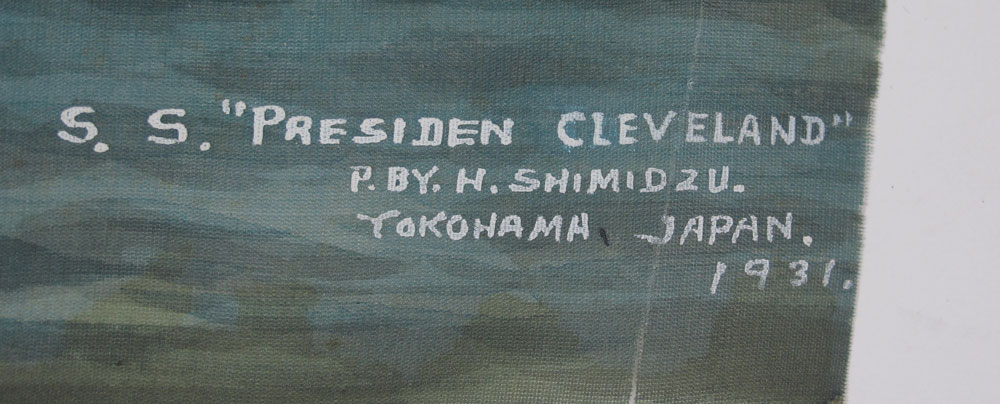 S. S. "PRESIDEN CLEVELAND"
P. BY. H. SHIMIDZU.
YOKOHAMA JAPAN.
1931.